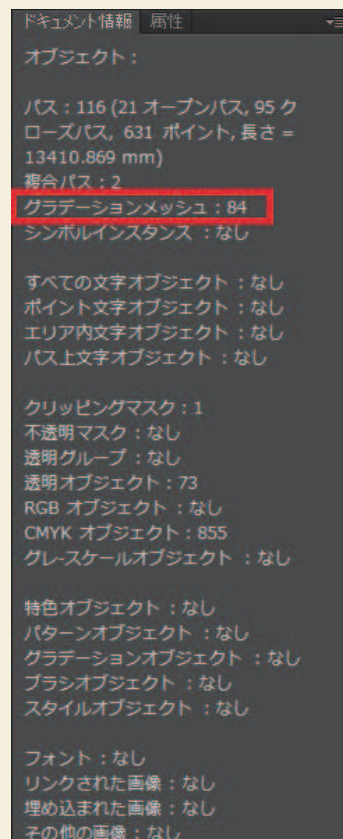 ドキュメント情報 属性
オブジェクト：
パス：116 (21 オープンパス, 95 ク
ローズパス, 631 ポイント, 長さ =
13410.869 mm)
複合パス：2
グラデーションメッシュ：84
シンボルインスタンス ：なし
すべての文字オブジェクト ：なし
ポイント文字オブジェクト ：なし
エリア内文字オブジェクト ：なし
パス上文字オブジェクト ：なし
クリッピングマスク：1
不透明マスク：なし
透明グループ ：なし
透明オブジェクト：73
RGB オブジェクト：なし
CMYK オブジェクト：855
グレースケールオブジェクト ：なし
特色オブジェクト ：なし
パターンオブジェクト ：なし
グラデーションオブジェクト ：なし
ブラシオブジェクト ：なし
スタイルオブジェクト ：なし
フォント：なし
リンクされた画像：なし
埋め込まれた画像：なし
その他の画像：なし